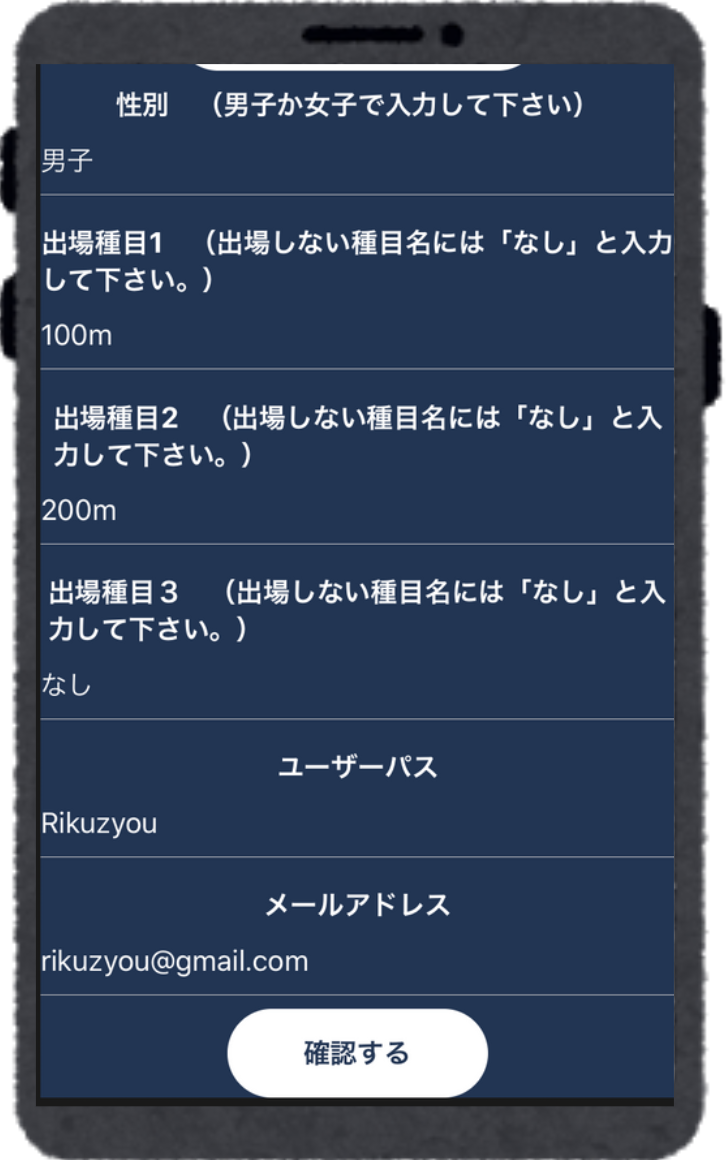 性別　（男子か女子で入力して下さい）
男子
出場種目1　（出場しない種目名には「なし」と入力
して下さい。）
100m
出場種目2　（出場しない種目名には「なし」と入
力して下さい。）
200m
出場種目３　（出場しない種目名には「なし」と入
力して下さい。）
なし
ユーザーパス
Rikuzyou
メールアドレス
rikuzyou@gmail.com
確認する